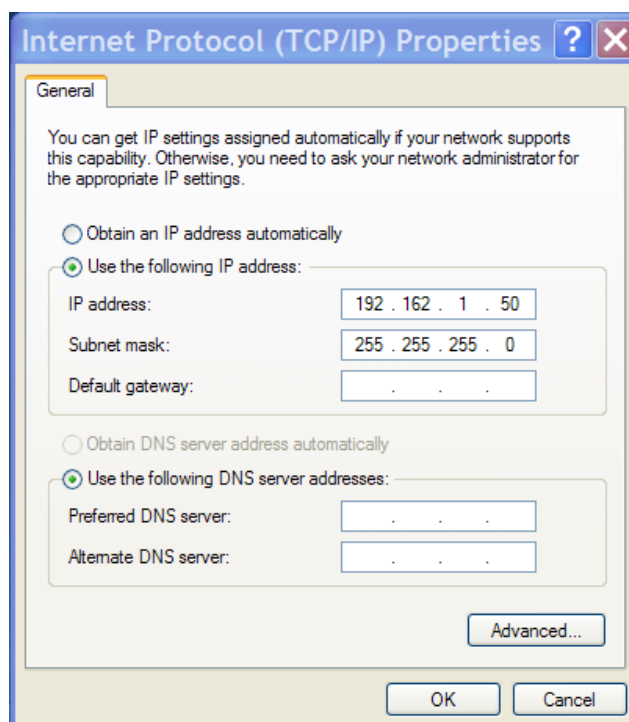 Internet Protocol (TCP/IP) Properties
General
You can get IP settings assigned automatically if your network supports
this capability. Otherwise, you need to ask your network administrator for
the appropriate IP settings.
Obtain an IP address automatically
Use the following IP address:
IP address: 192 . 162 . 1 . 50
Subnet mask: 255 . 255 . 255 . 0
Default gateway: . . .
Obtain DNS server address automatically
Use the following DNS server addresses:
Preferred DNS server: . . .
Alternate DNS server: . . .
Advanced...
OK Cancel